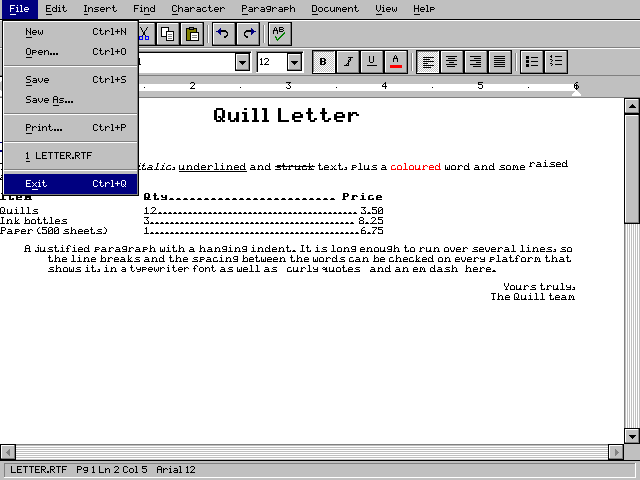 File Edit Insert Find Character Paragraph Document View Help
New Ctrl+N
Open... Ctrl+O
Save Ctrl+S
Save As...
Print... Ctrl+P
1 LETTER.RTF
Exit Ctrl+Q
12 B I U A
2 3 4 5 6
Quill Letter
italic, underlined and struck text, plus a coloured word and some raised
Item Qty Price
Quills 12 3.50
Ink bottles 3 8.25
Paper (500 sheets) 1 6.75
A justified paragraph with a hanging indent. It is long enough to run over several lines, so
the line breaks and the spacing between the words can be checked on every platform that
shows it, in a typewriter font as well as curly quotes and an em dash here.
Yours truly,
The Quill team
LETTER.RTF Pg 1 Ln 2 Col 5 Arial 12